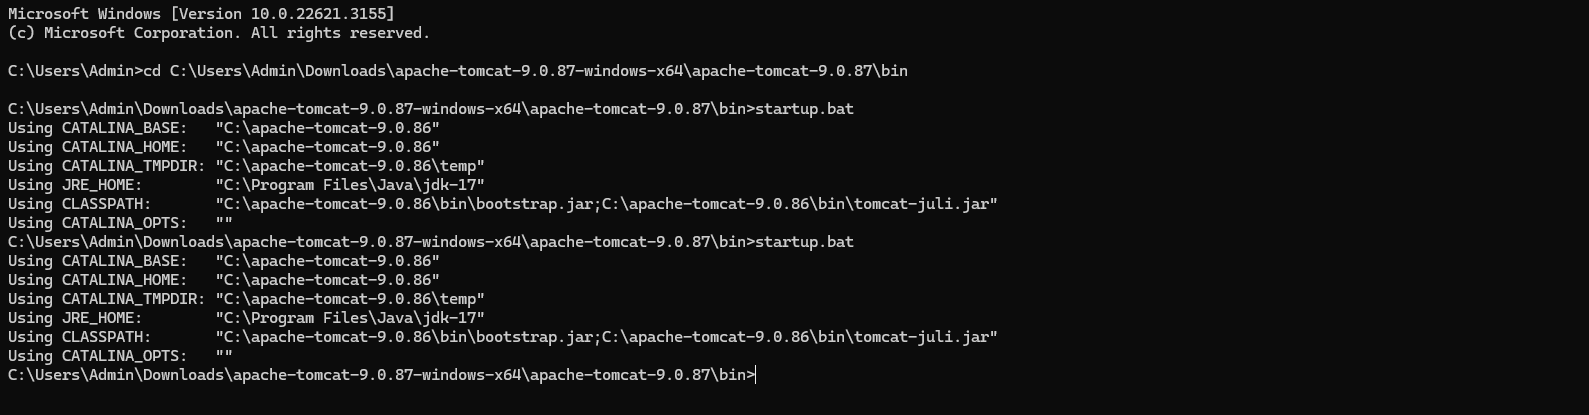 Microsoft Windows [Version 10.0.22621.3155]
(c) Microsoft Corporation. All rights reserved.
C:\Users\Admin>cd C:\Users\Admin\Downloads\apache-tomcat-9.0.87-windows-x64\apache-tomcat-9.0.87\bin
C:\Users\Admin\Downloads\apache-tomcat-9.0.87-windows-x64\apache-tomcat-9.0.87\bin>startup.bat
Using CATALINA_BASE:   "C:\apache-tomcat-9.0.86"
Using CATALINA_HOME:   "C:\apache-tomcat-9.0.86"
Using CATALINA_TMPDIR: "C:\apache-tomcat-9.0.86\temp"
Using JRE_HOME:        "C:\Program Files\Java\jdk-17"
Using CLASSPATH:       "C:\apache-tomcat-9.0.86\bin\bootstrap.jar;C:\apache-tomcat-9.0.86\bin\tomcat-juli.jar"
Using CATALINA_OPTS:   ""
C:\Users\Admin\Downloads\apache-tomcat-9.0.87-windows-x64\apache-tomcat-9.0.87\bin>startup.bat
Using CATALINA_BASE:   "C:\apache-tomcat-9.0.86"
Using CATALINA_HOME:   "C:\apache-tomcat-9.0.86"
Using CATALINA_TMPDIR: "C:\apache-tomcat-9.0.86\temp"
Using JRE_HOME:        "C:\Program Files\Java\jdk-17"
Using CLASSPATH:       "C:\apache-tomcat-9.0.86\bin\bootstrap.jar;C:\apache-tomcat-9.0.86\bin\tomcat-juli.jar"
Using CATALINA_OPTS:   ""
C:\Users\Admin\Downloads\apache-tomcat-9.0.87-windows-x64\apache-tomcat-9.0.87\bin>